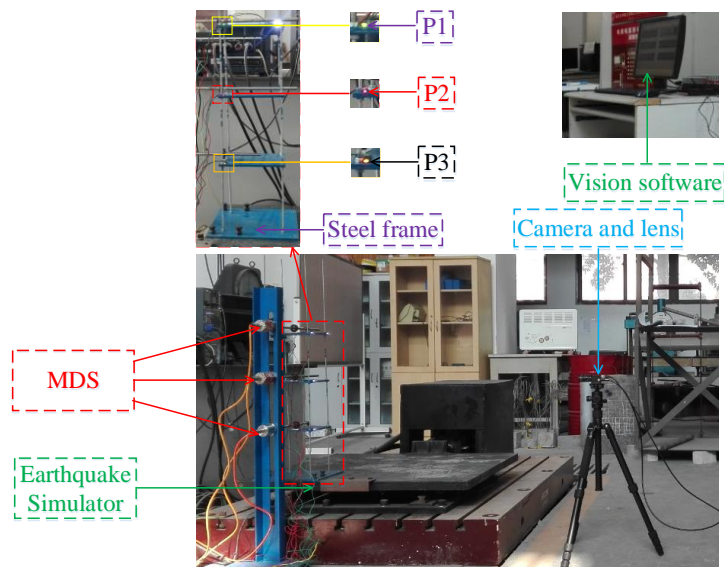 P1
P2
P3
Vision software
Steel frame
Camera and lens
MDS
Earthquake
Simulator